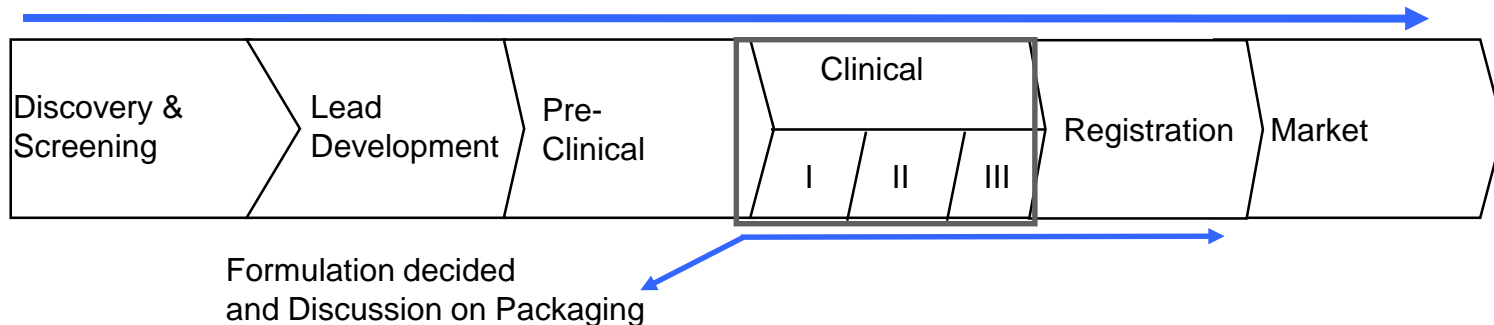 Discovery &
Screening
Lead
Development
Pre-
Clinical
Clinical
I II III
Registration
Market
Formulation decided
and Discussion on Packaging